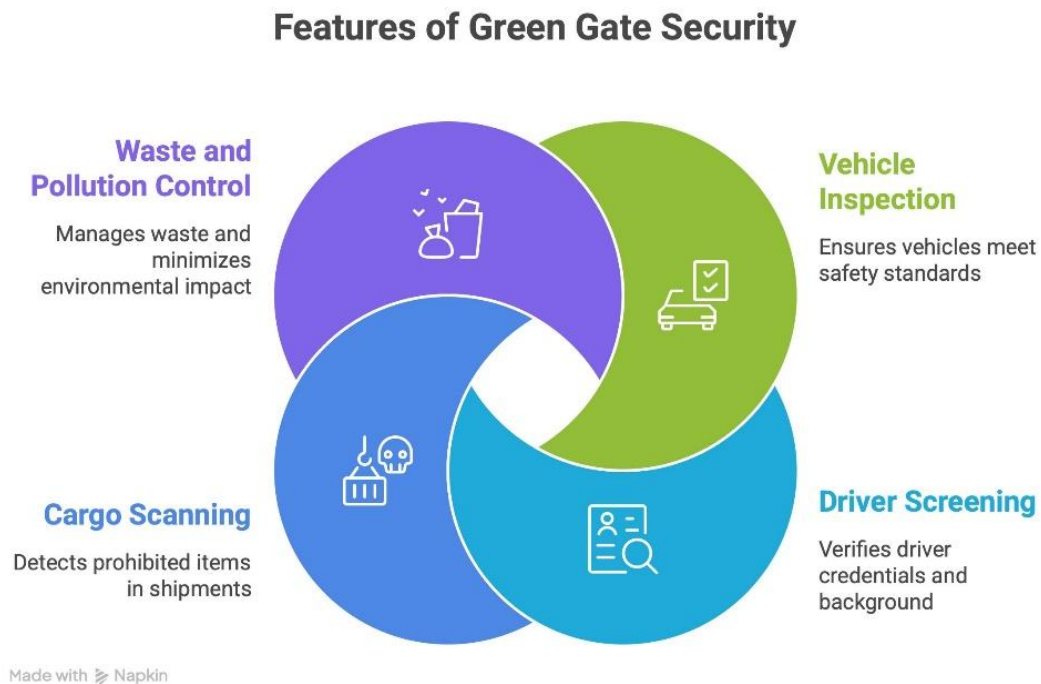 Features of Green Gate Security
Waste and
Pollution Control
Manages waste and
minimizes
environmental impact
Vehicle
Inspection
Ensures vehicles meet
safety standards
Cargo Scanning
Detects prohibited items
in shipments
Driver Screening
Verifies driver
credentials and
background
Made with Napkin